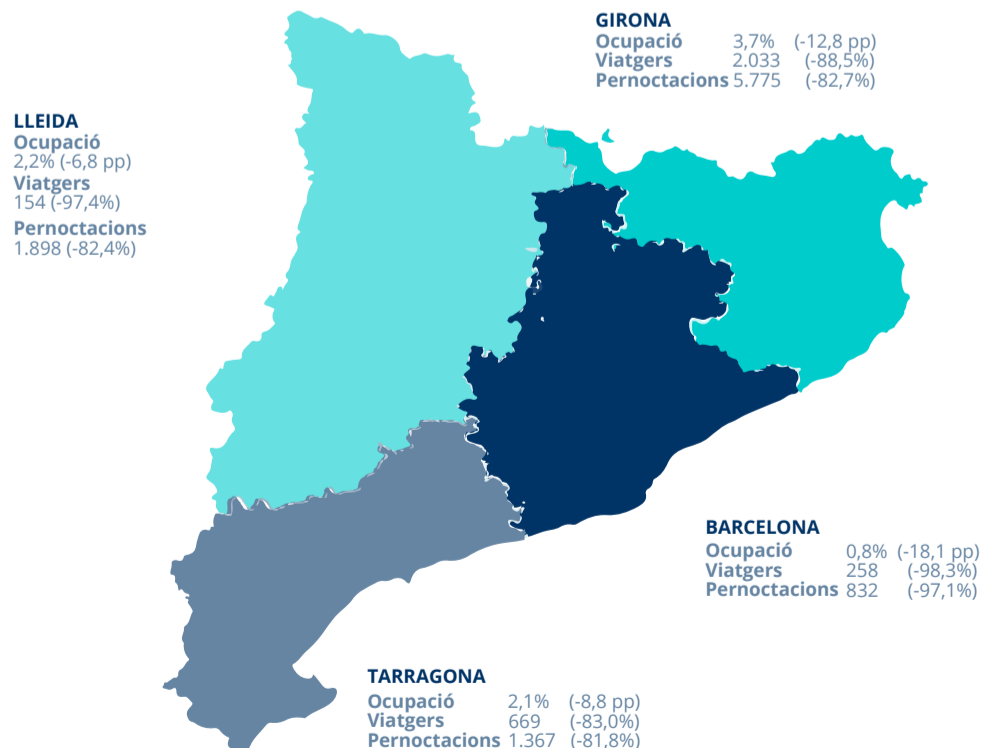 GIRONA
Ocupació 3,7% (-12,8 pp)
Viatgers 2.033 (-88,5%)
Pernoctacions 5.775 (-82,7%)
LLEIDA
Ocupació
2,2% (-6,8 pp)
Viatgers
154 (-97,4%)
Pernoctacions
1.898 (-82,4%)
BARCELONA
Ocupació 0,8% (-18,1 pp)
Viatgers 258 (-98,3%)
Pernoctacions 832 (-97,1%)
TARRAGONA
Ocupació 2,1% (-8,8 pp)
Viatgers 669 (-83,0%)
Pernoctacions 1.367 (-81,8%)